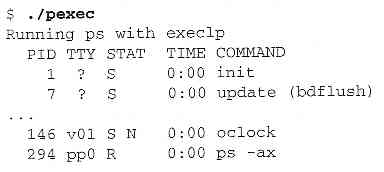 $ ./pexec
Running ps with execlp
PID TTY STAT TIME COMMAND
1 ? S 0:00 init
7 ? S 0:00 update (bdflush)
...
146 v01 S N 0:00 oclock
294 pp0 R 0:00 ps -ax